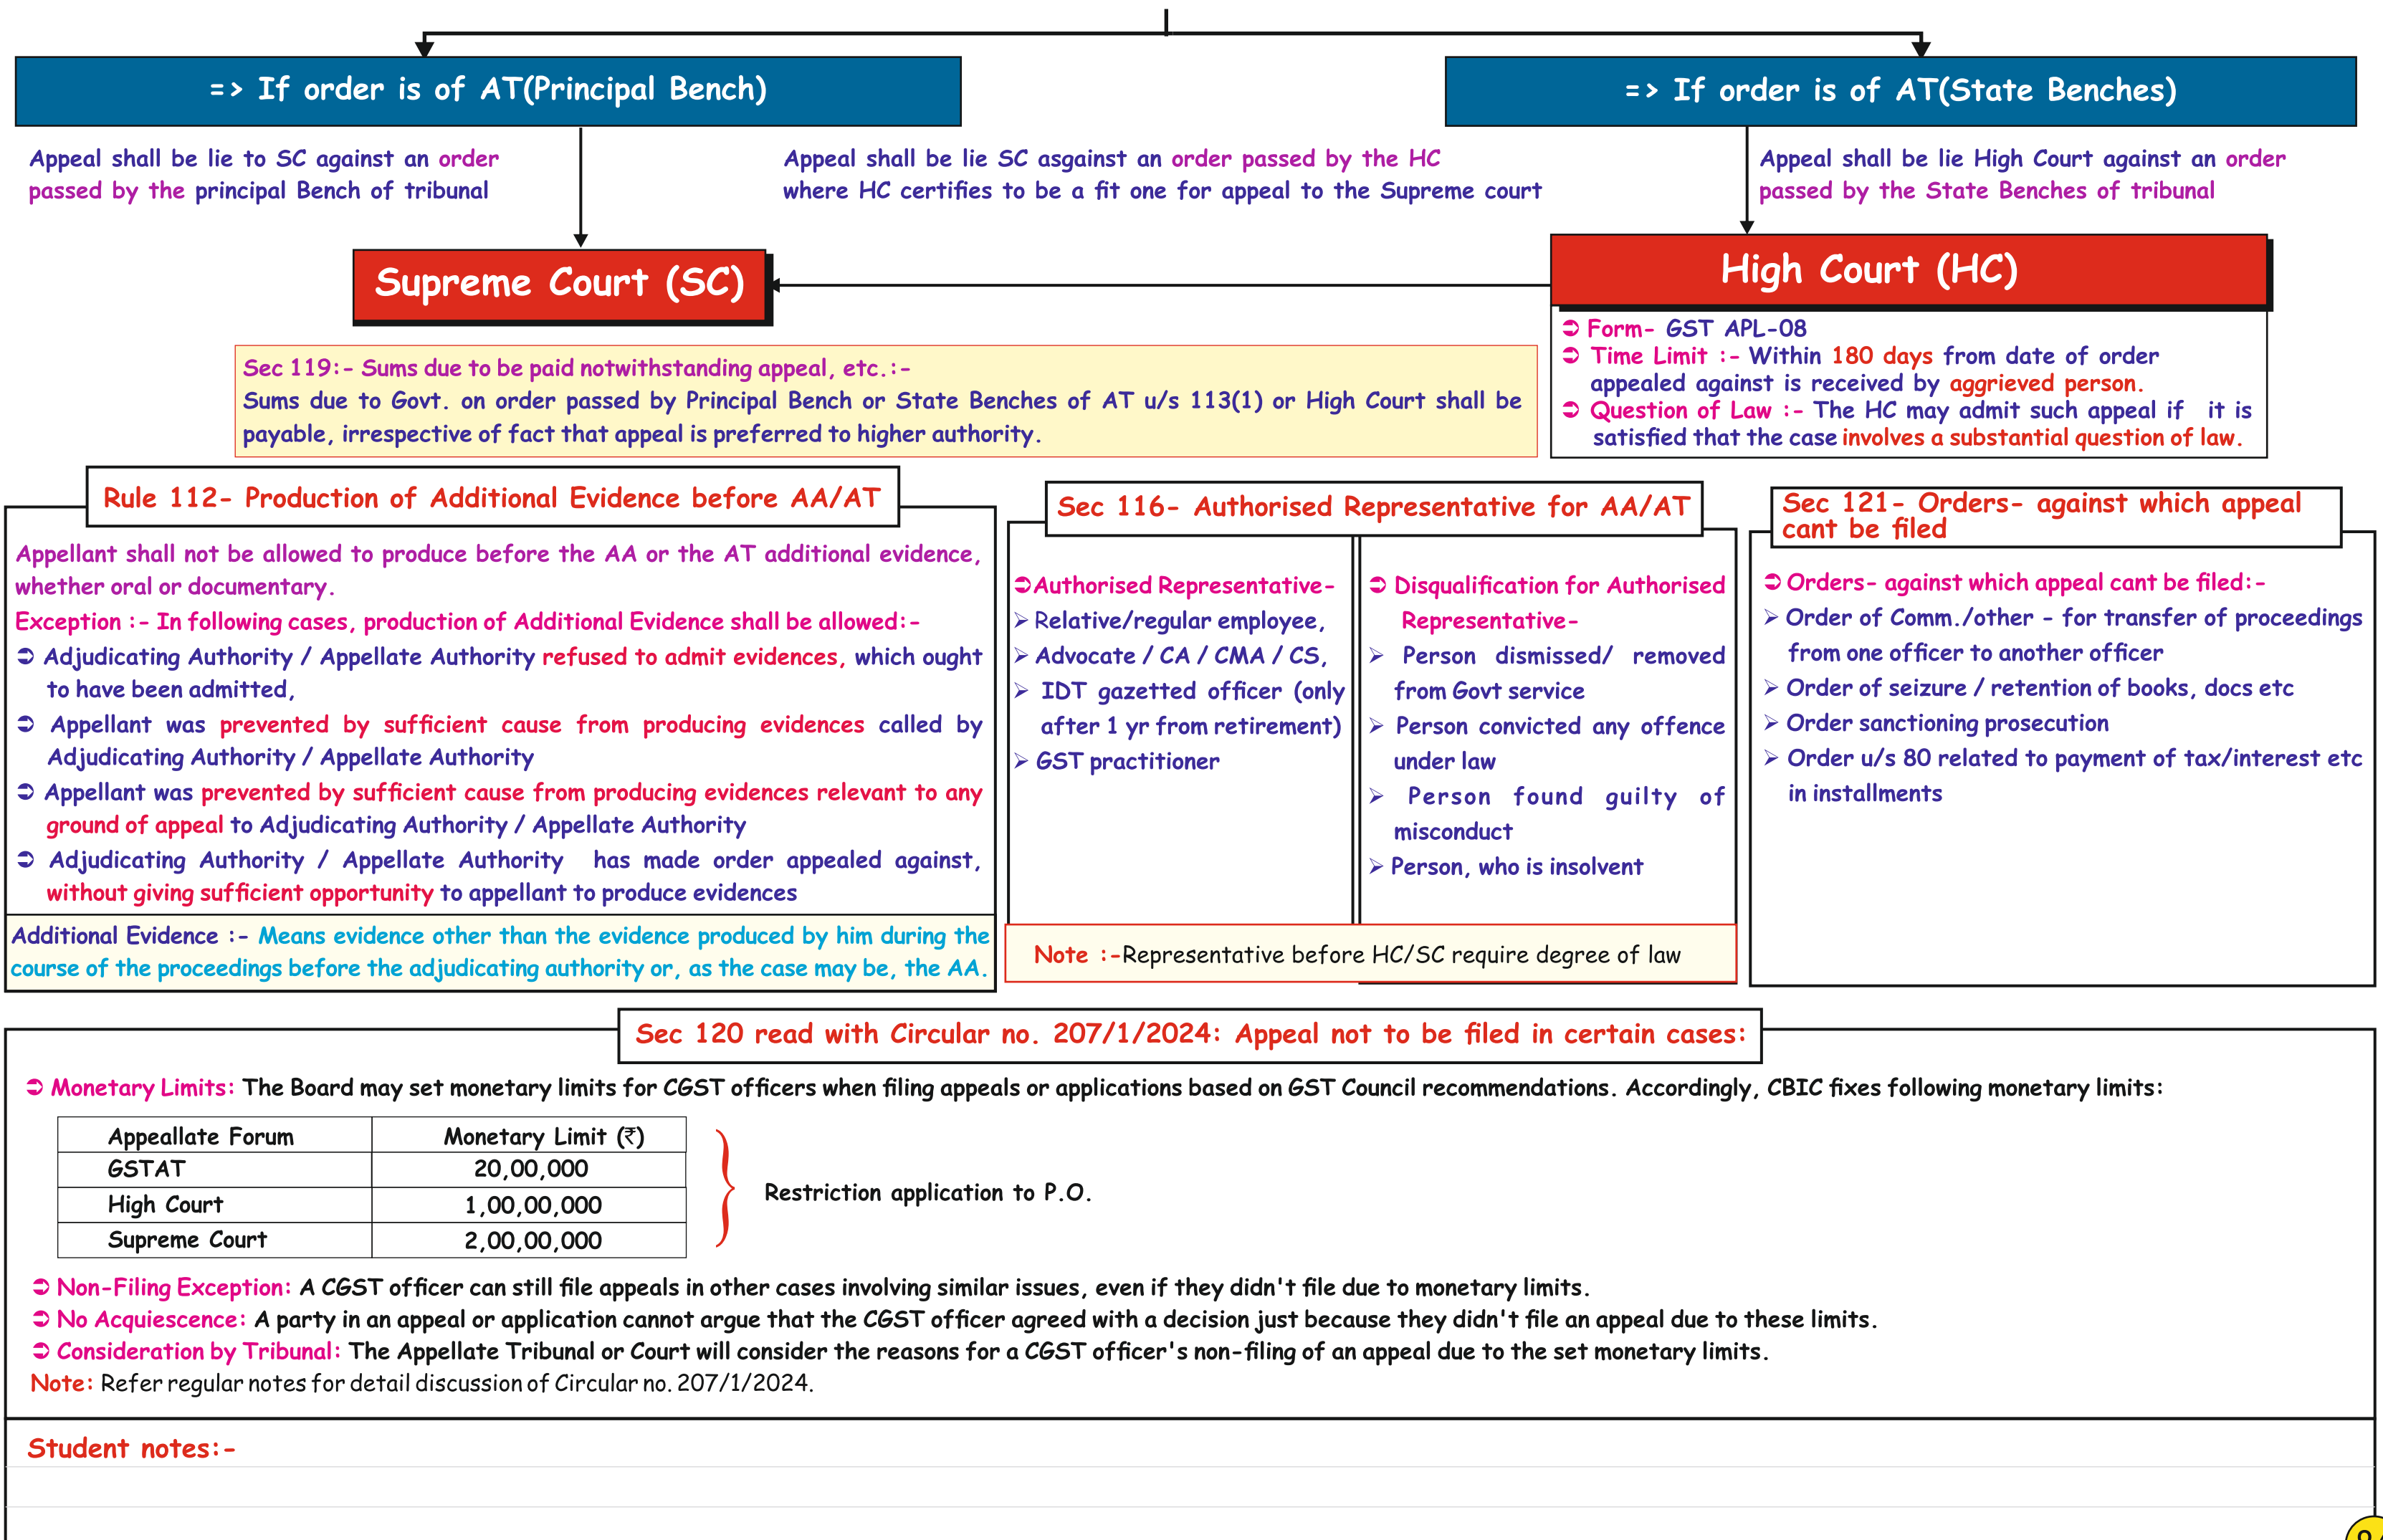 => If order is of AT(Principal Bench)
=> If order is of AT(State Benches)
Appeal shall be lie to SC against an order
passed by the principal Bench of tribunal
Appeal shall be lie SC asgainst an order passed by the HC
where HC certifies to be a fit one for appeal to the Supreme court
Appeal shall be lie High Court against an order
passed by the State Benches of tribunal
Supreme Court (SC)
High Court (HC)
➲ Form- GST APL-08
➲ Time Limit :- Within 180 days from date of order
appealed against is received by aggrieved person.
➲ Question of Law :- The HC may admit such appeal if it is
satisfied that the case involves a substantial question of law.
Sec 119:- Sums due to be paid notwithstanding appeal, etc.:-
Sums due to Govt. on order passed by Principal Bench or State Benches of AT u/s 113(1) or High Court shall be
payable, irrespective of fact that appeal is preferred to higher authority.
Rule 112- Production of Additional Evidence before AA/AT
Appellant shall not be allowed to produce before the AA or the AT additional evidence,
whether oral or documentary.
Exception :- In following cases, production of Additional Evidence shall be allowed:-
➲ Adjudicating Authority / Appellate Authority refused to admit evidences, which ought
to have been admitted,
➲ Appellant was prevented by sufficient cause from producing evidences called by
Adjudicating Authority / Appellate Authority
➲ Appellant was prevented by sufficient cause from producing evidences relevant to any
ground of appeal to Adjudicating Authority / Appellate Authority
➲ Adjudicating Authority / Appellate Authority has made order appealed against,
without giving sufficient opportunity to appellant to produce evidences
Additional Evidence :- Means evidence other than the evidence produced by him during the
course of the proceedings before the adjudicating authority or, as the case may be, the AA.
Sec 116- Authorised Representative for AA/AT
➲Authorised Representative-
➢ Relative/regular employee,
➢ Advocate / CA / CMA / CS,
➢ IDT gazetted officer (only
after 1 yr from retirement)
➢ GST practitioner
➲ Disqualification for Authorised
Representative-
➢ Person dismissed/ removed
from Govt service
➢ Person convicted any offence
under law
➢ Person found guilty of
misconduct
➢ Person, who is insolvent
Note :-Representative before HC/SC require degree of law
Sec 121- Orders- against which appeal
cant be filed
➲ Orders- against which appeal cant be filed:-
➢ Order of Comm./other - for transfer of proceedings
from one officer to another officer
➢ Order of seizure / retention of books, docs etc
➢ Order sanctioning prosecution
➢ Order u/s 80 related to payment of tax/interest etc
in installments
Sec 120 read with Circular no. 207/1/2024: Appeal not to be filed in certain cases:
➲ Monetary Limits: The Board may set monetary limits for CGST officers when filing appeals or applications based on GST Council recommendations. Accordingly, CBIC fixes following monetary limits:
Appeallate Forum Monetary Limit (₹)
GSTAT 20,00,000
High Court 1,00,00,000
Supreme Court 2,00,00,000
Restriction application to P.O.
➲ Non-Filing Exception: A CGST officer can still file appeals in other cases involving similar issues, even if they didn't file due to monetary limits.
➲ No Acquiescence: A party in an appeal or application cannot argue that the CGST officer agreed with a decision just because they didn't file an appeal due to these limits.
➲ Consideration by Tribunal: The Appellate Tribunal or Court will consider the reasons for a CGST officer's non-filing of an appeal due to the set monetary limits.
Note: Refer regular notes for detail discussion of Circular no. 207/1/2024.
Student notes:-